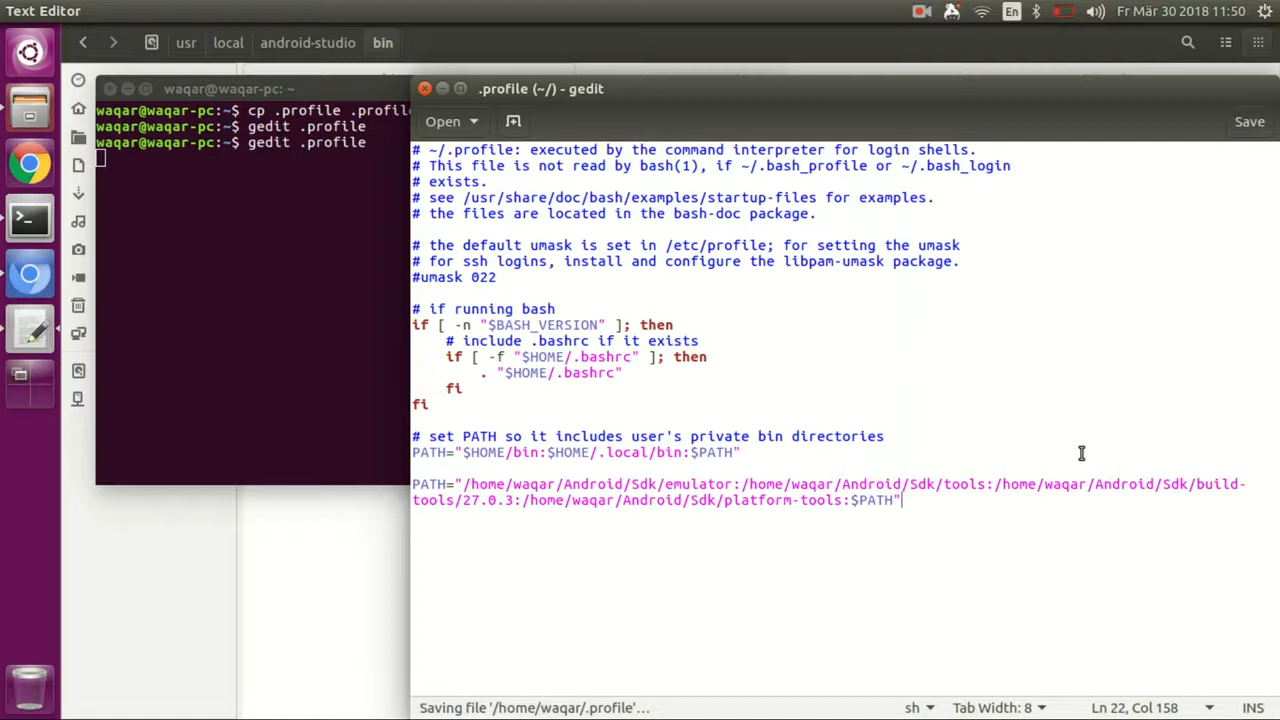 Text Editor
En
Fr Mär 30 2018 11:50
usr local android-studio bin
waqar@waqar-pc: ~
waqar@waqar-pc:~$ cp .profile .profile
waqar@waqar-pc:~$ gedit .profile
waqar@waqar-pc:~$ gedit .profile
.profile (~/) - gedit
Open
Save
# ~/.profile: executed by the command interpreter for login shells.
# This file is not read by bash(1), if ~/.bash_profile or ~/.bash_login
# exists.
# see /usr/share/doc/bash/examples/startup-files for examples.
# the files are located in the bash-doc package.
# the default umask is set in /etc/profile; for setting the umask
# for ssh logins, install and configure the libpam-umask package.
#umask 022
# if running bash
if [ -n "$BASH_VERSION" ]; then
    # include .bashrc if it exists
    if [ -f "$HOME/.bashrc" ]; then
        . "$HOME/.bashrc"
    fi
fi
# set PATH so it includes user's private bin directories
PATH="$HOME/bin:$HOME/.local/bin:$PATH"
PATH="/home/waqar/Android/Sdk/emulator:/home/waqar/Android/Sdk/tools:/home/waqar/Android/Sdk/build-
tools/27.0.3:/home/waqar/Android/Sdk/platform-tools:$PATH"
Saving file '/home/waqar/.profile'…
sh
Tab Width: 8
Ln 22, Col 158
INS